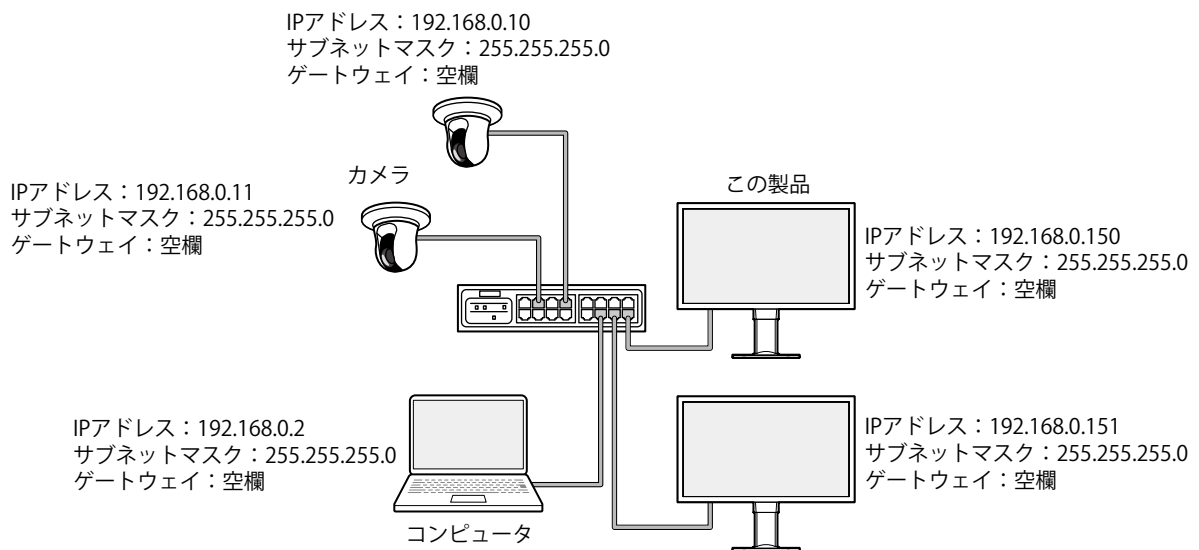 IPアドレス：192.168.0.10
サブネットマスク：255.255.255.0
ゲートウェイ：空欄
カメラ
IPアドレス：192.168.0.11
サブネットマスク：255.255.255.0
ゲートウェイ：空欄
この製品
IPアドレス：192.168.0.150
サブネットマスク：255.255.255.0
ゲートウェイ：空欄
IPアドレス：192.168.0.2
サブネットマスク：255.255.255.0
ゲートウェイ：空欄
コンピュータ
IPアドレス：192.168.0.151
サブネットマスク：255.255.255.0
ゲートウェイ：空欄